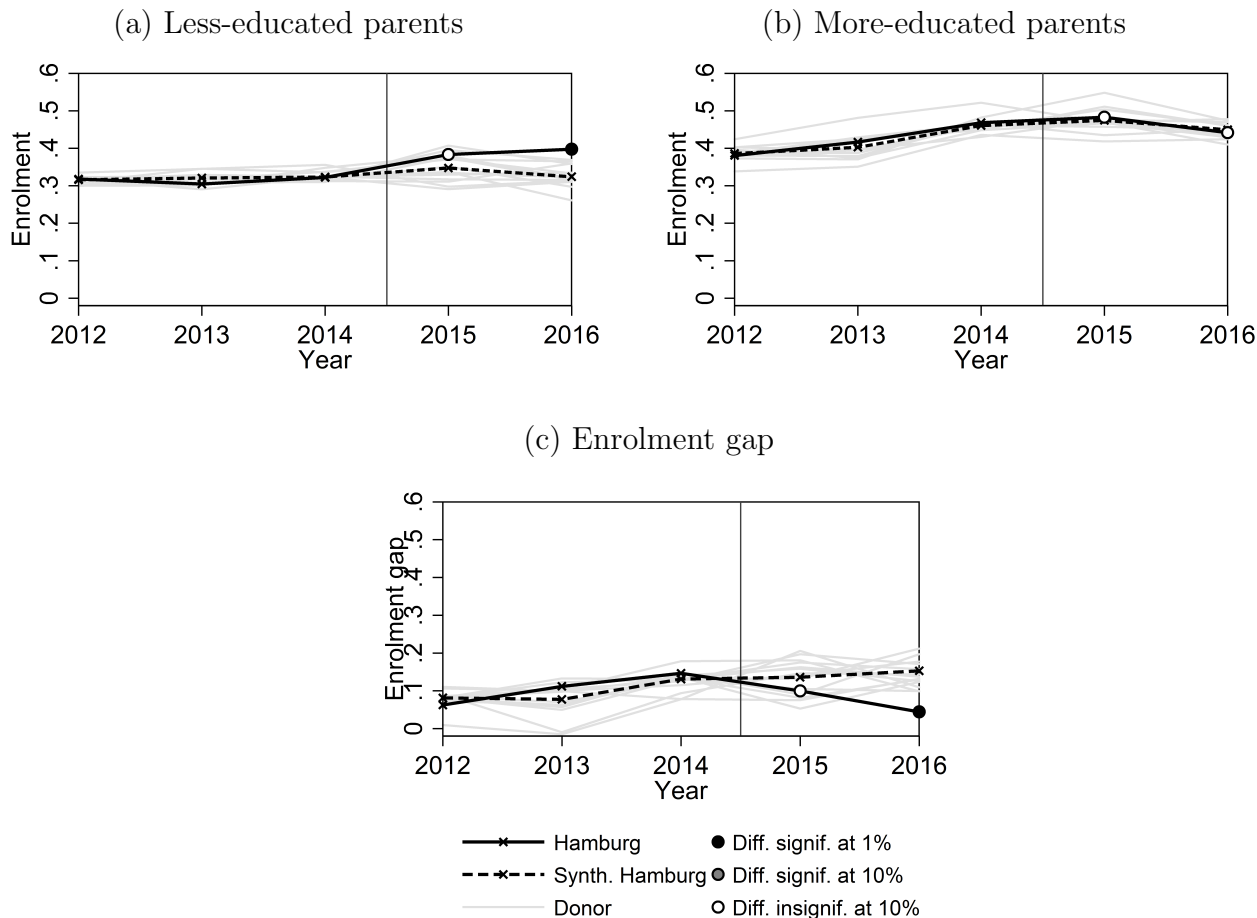 (a) Less-educated parents
Enrolment
.6
.5
.4
.3
.2
.1
0
2012 2013 2014 2015 2016
Year
(b) More-educated parents
Enrolment
.6
.5
.4
.3
.2
.1
0
2012 2013 2014 2015 2016
Year
(c) Enrolment gap
Enrolment gap
.6
.5
.4
.3
.2
.1
0
2012 2013 2014 2015 2016
Year
Hamburg Diff. signif. at 1%
Synth. Hamburg Diff. signif. at 10%
Donor Diff. insignif. at 10%